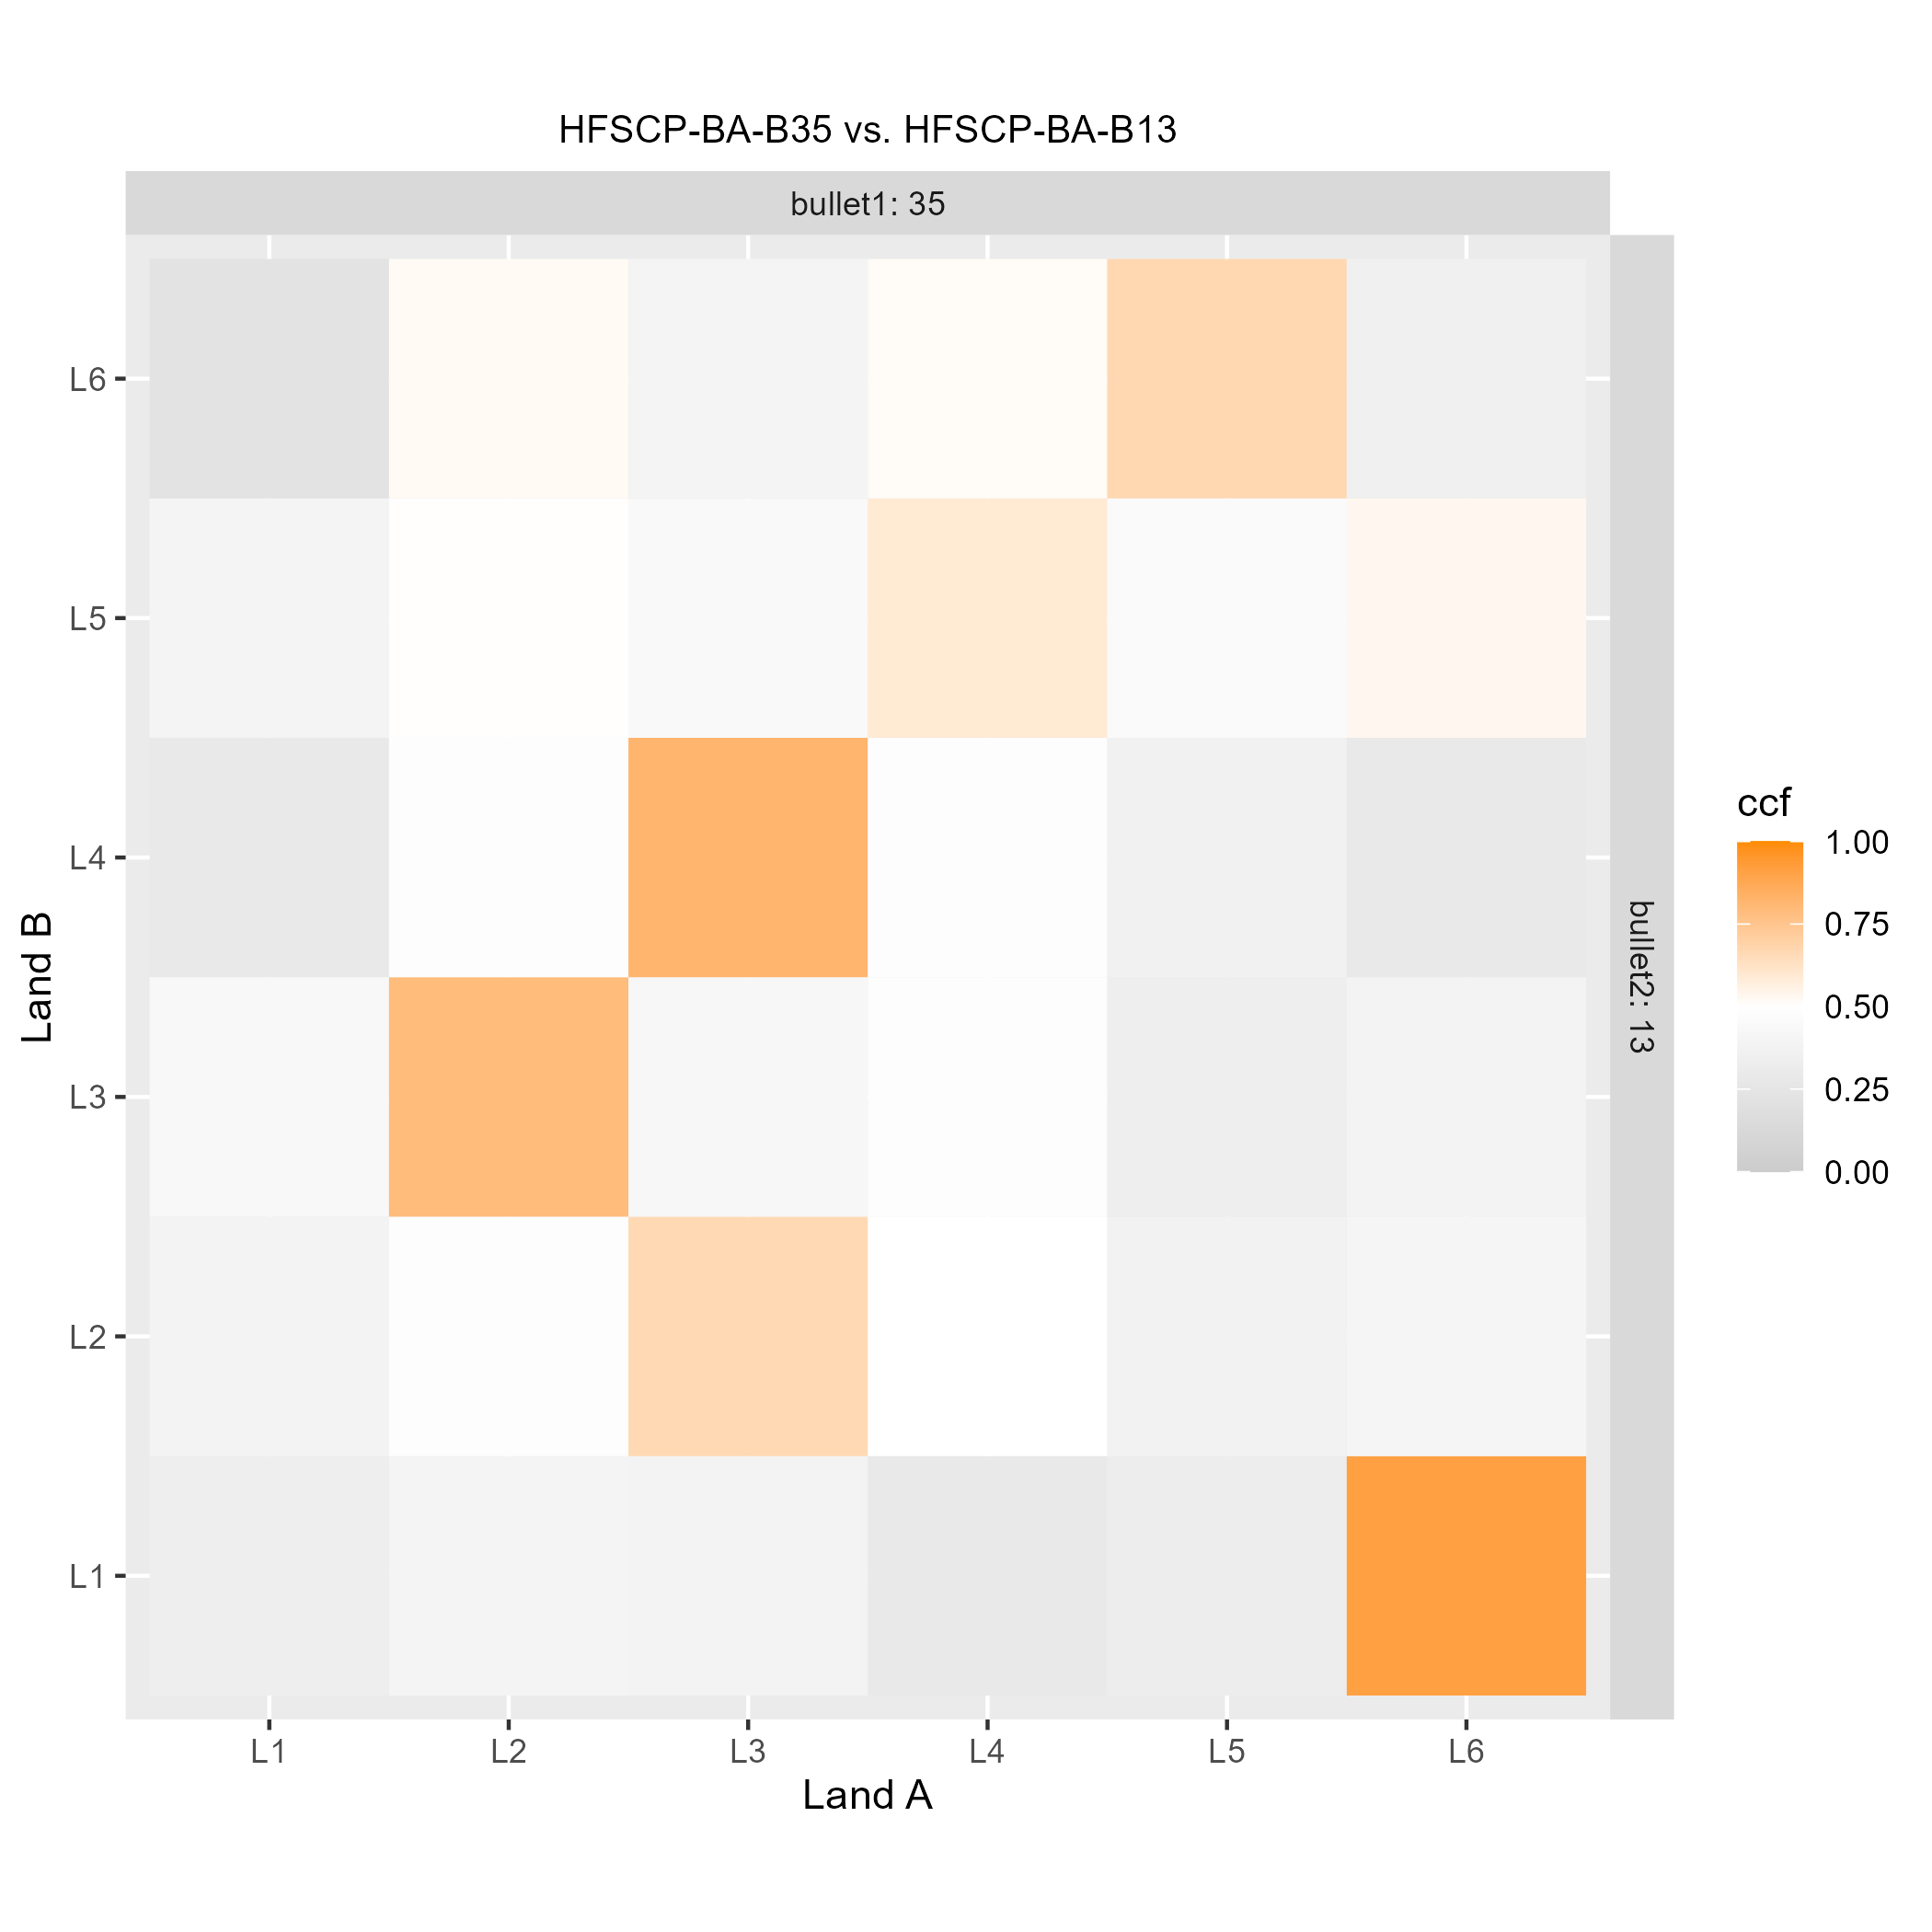 HFSCP-BA-B35 vs. HFSCP-BA-B13
bullet1: 35
L6
L5
L4
L3
L2
L1
Land B
bullet2: 13
L1
L2
L3
L4
L5
L6
Land A
ccf
1.00
0.75
0.50
0.25
0.00